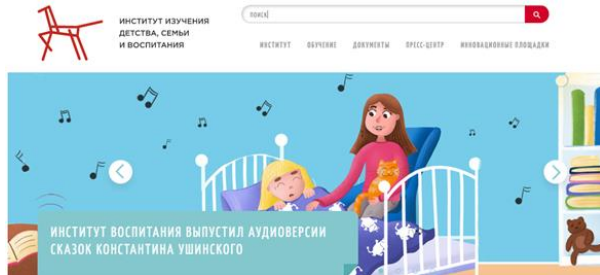 ИНСТИТУТ ИЗУЧЕНИЯ
ДЕТСТВА, СЕМЬИ
И ВОСПИТАНИЯ
поиск
ИНСТИТУТ ОБУЧЕНИЕ ДОКУМЕНТЫ ПРЕСС-ЦЕНТР ИННОВАЦИОННЫЕ ПЛОЩАДКИ
ИНСТИТУТ ВОСПИТАНИЯ ВЫПУСТИЛ АУДИОВЕРСИИ
СКАЗОК КОНСТАНТИНА УШИНСКОГО